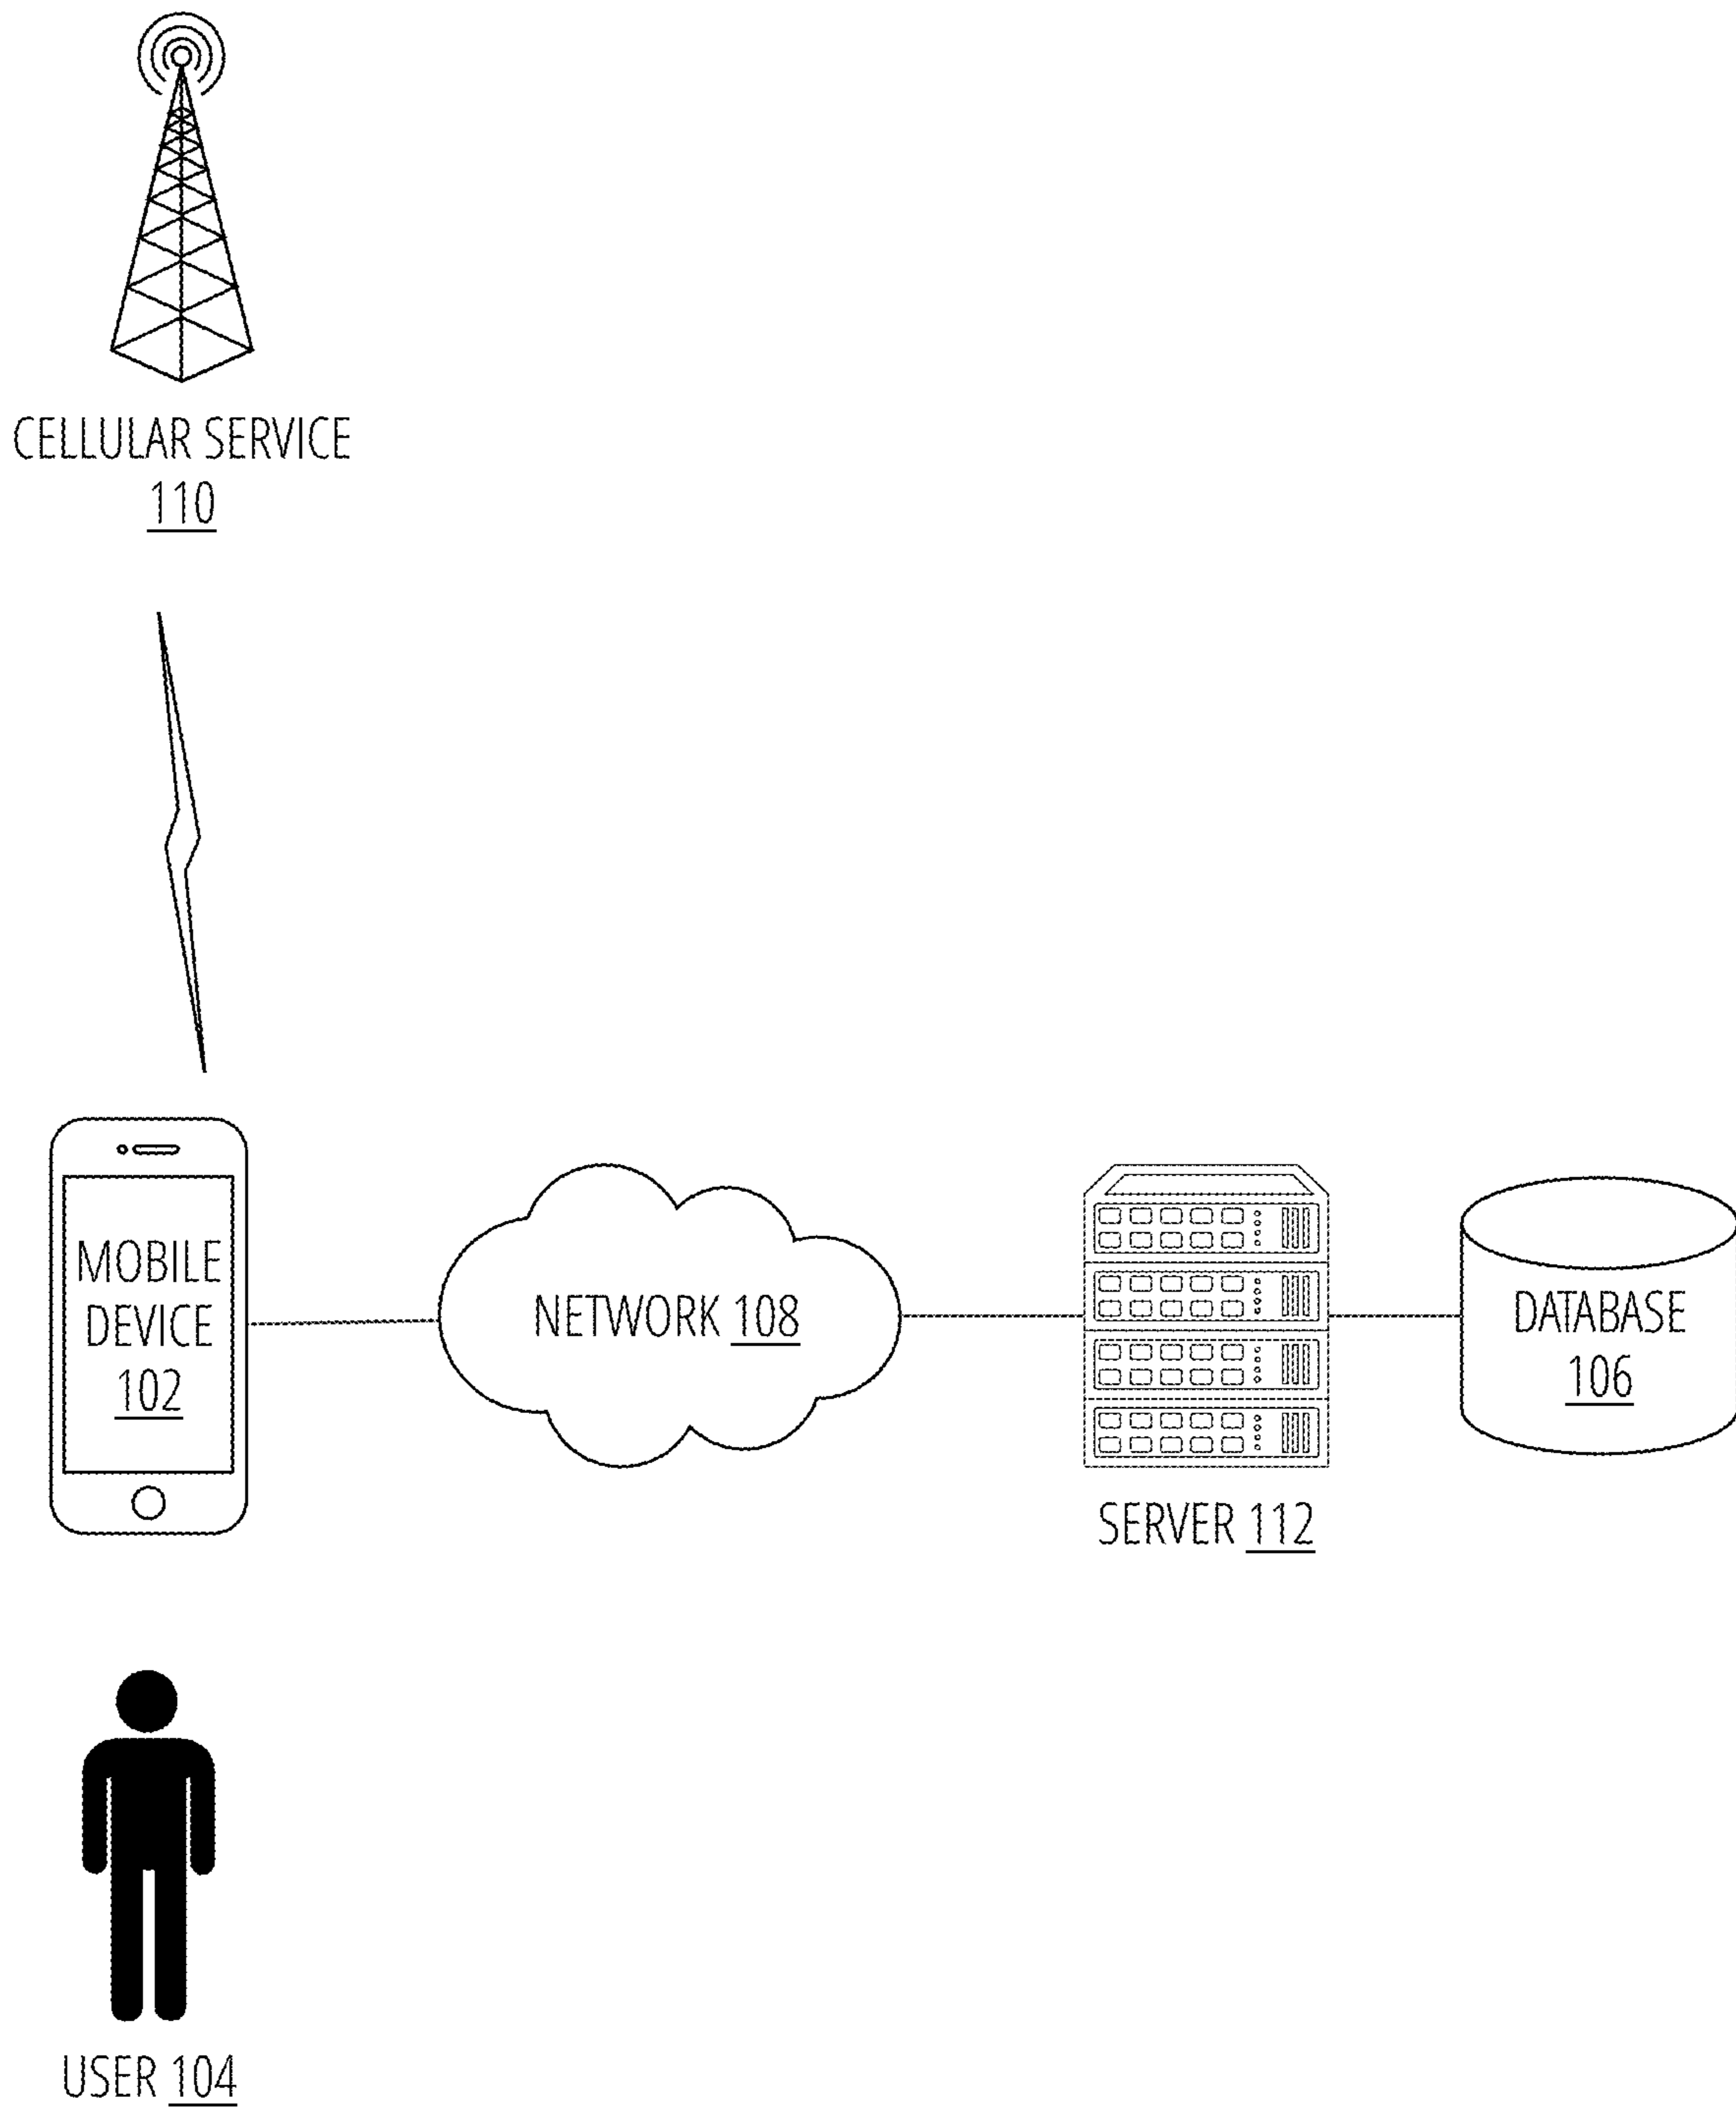 CELLULAR SERVICE
110
MOBILE
DEVICE
102
NETWORK 108
DATABASE
106
SERVER 112
USER 104